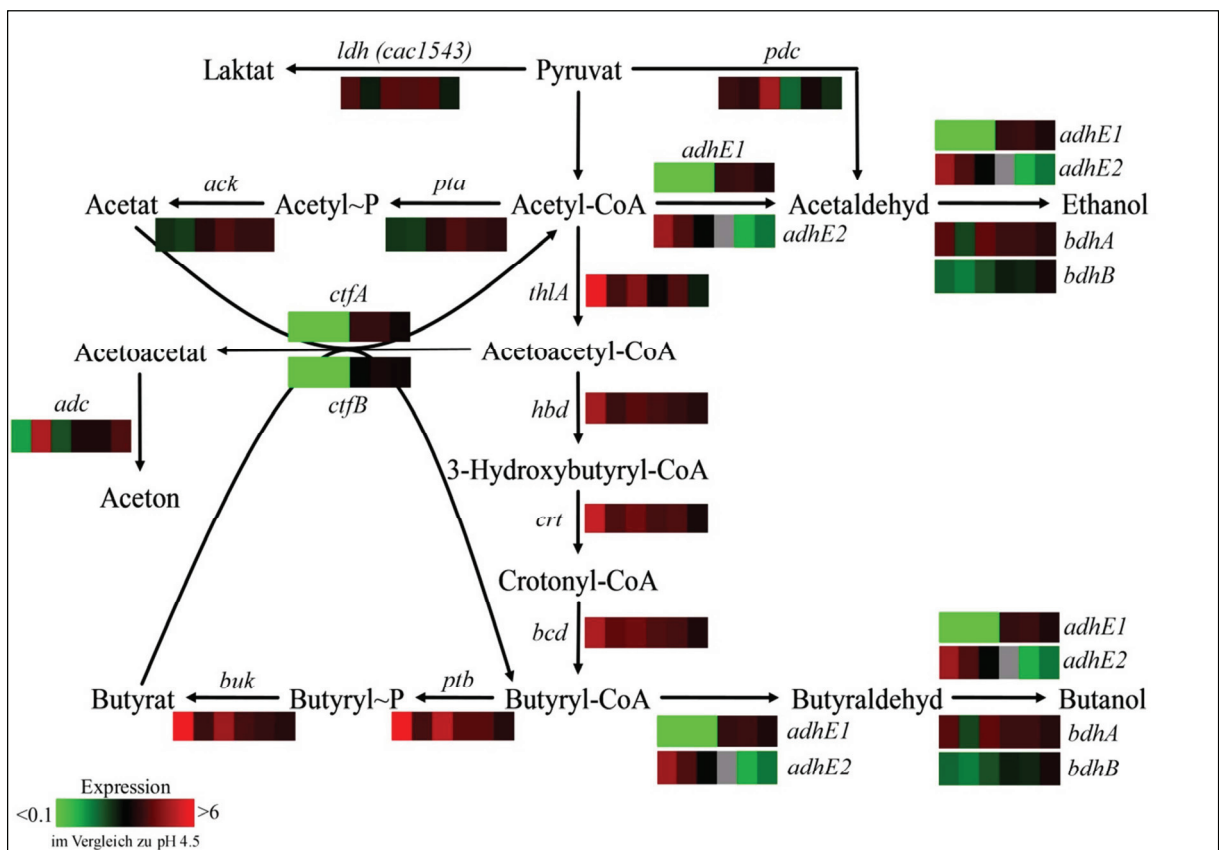 ldh (cac1543)
pdc
Laktat
Pyruvat
adhE1
adhE1
adhE2
ack
pta
Acetat
Acetyl~P
Acetyl-CoA
Acetaldehyd
Ethanol
adhE2
bdhA
bdhB
ctfA
thlA
Acetoacetat
Acetoacetyl-CoA
ctfB
adc
hbd
3-Hydroxybutyryl-CoA
Aceton
crt
Crotonyl-CoA
adhE1
bcd
adhE2
buk
ptb
Butyrat
Butyryl~P
Butyryl-CoA
Butyraldehyd
Butanol
adhE1
bdhA
adhE2
bdhB
Expression
<0.1
>6
im Vergleich zu pH 4.5